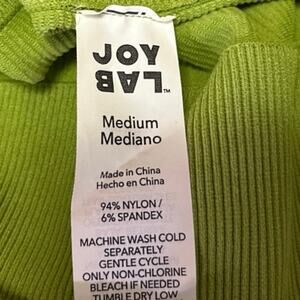 JOY
LAB™
Medium
Mediano
Made in China
Hecho en China
94% NYLON /
6% SPANDEX
MACHINE WASH COLD
SEPARATELY
GENTLE CYCLE
ONLY NON-CHLORINE
BLEACH IF NEEDED
TUMBLE DRY LOW